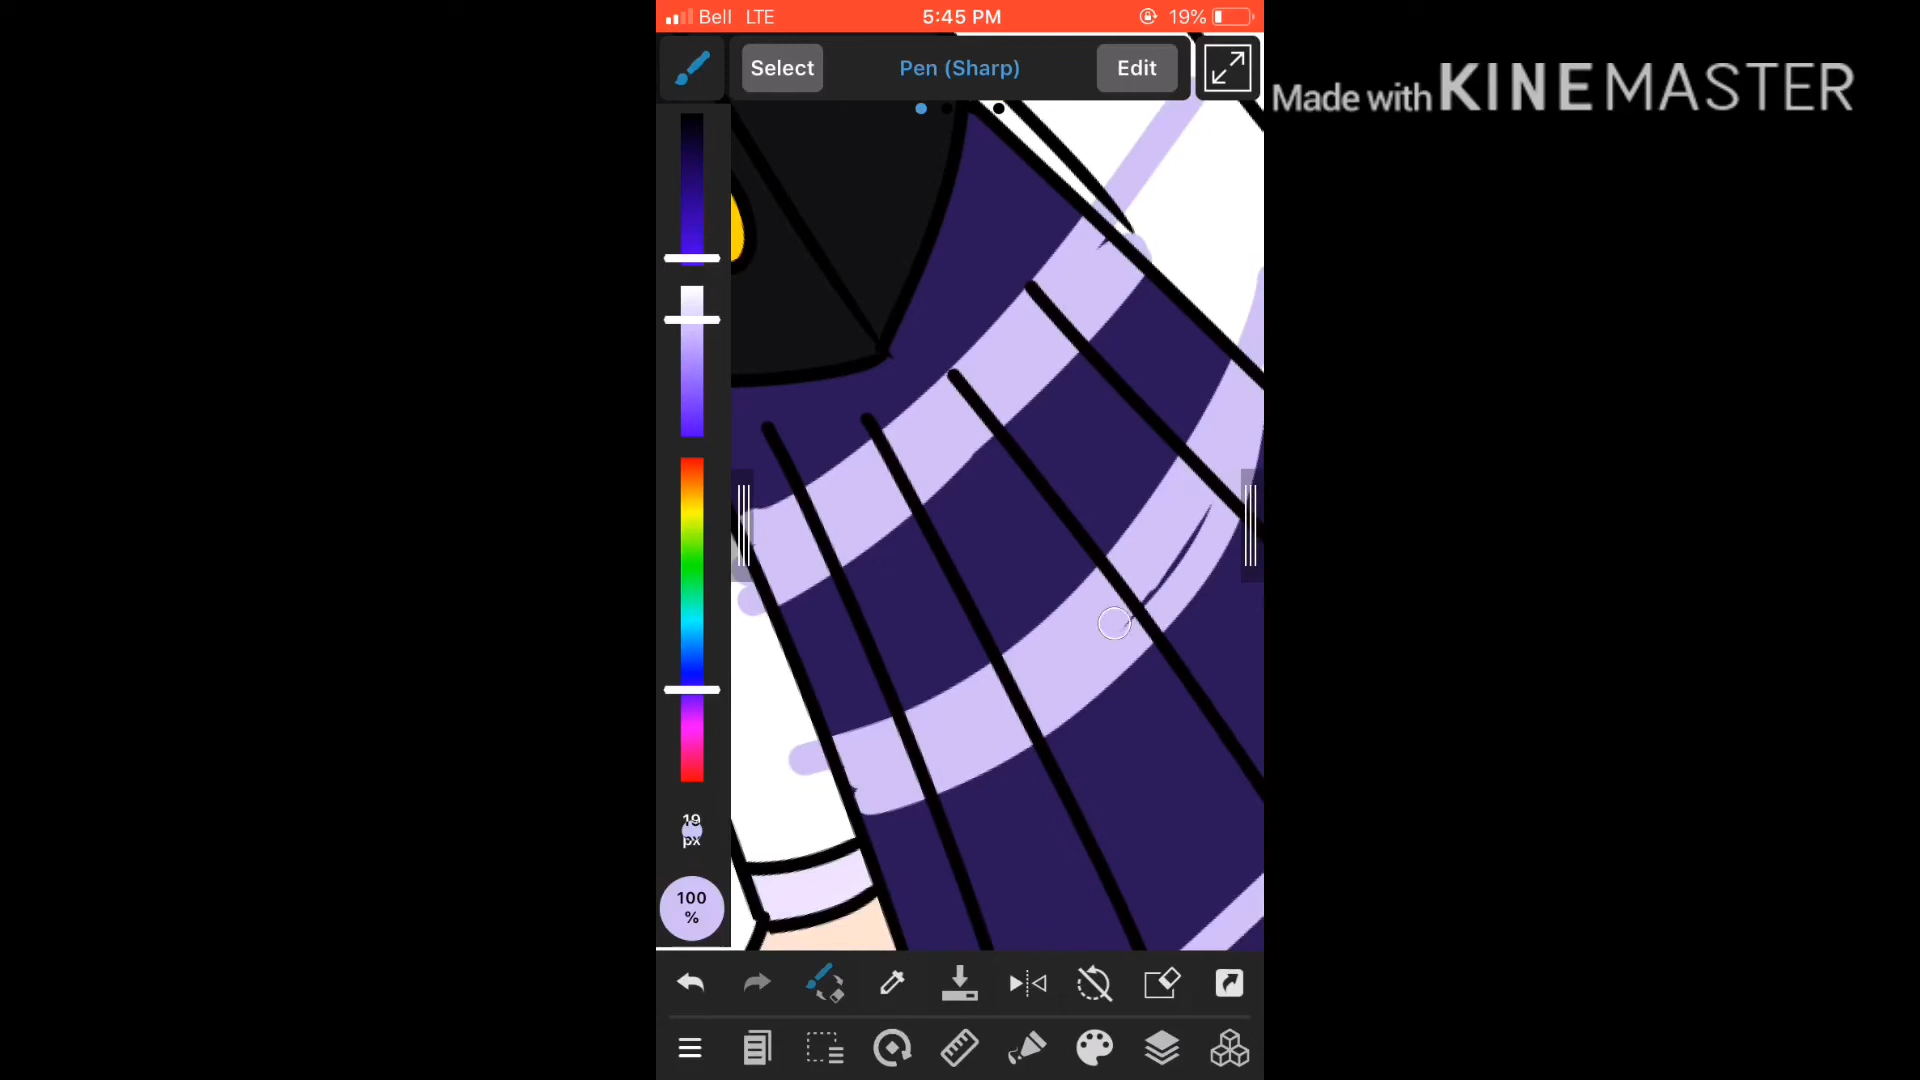 Bell LTE 5:45 PM 19%
Select Pen (Sharp) Edit
Made with KINEMASTER
19
px
100
%